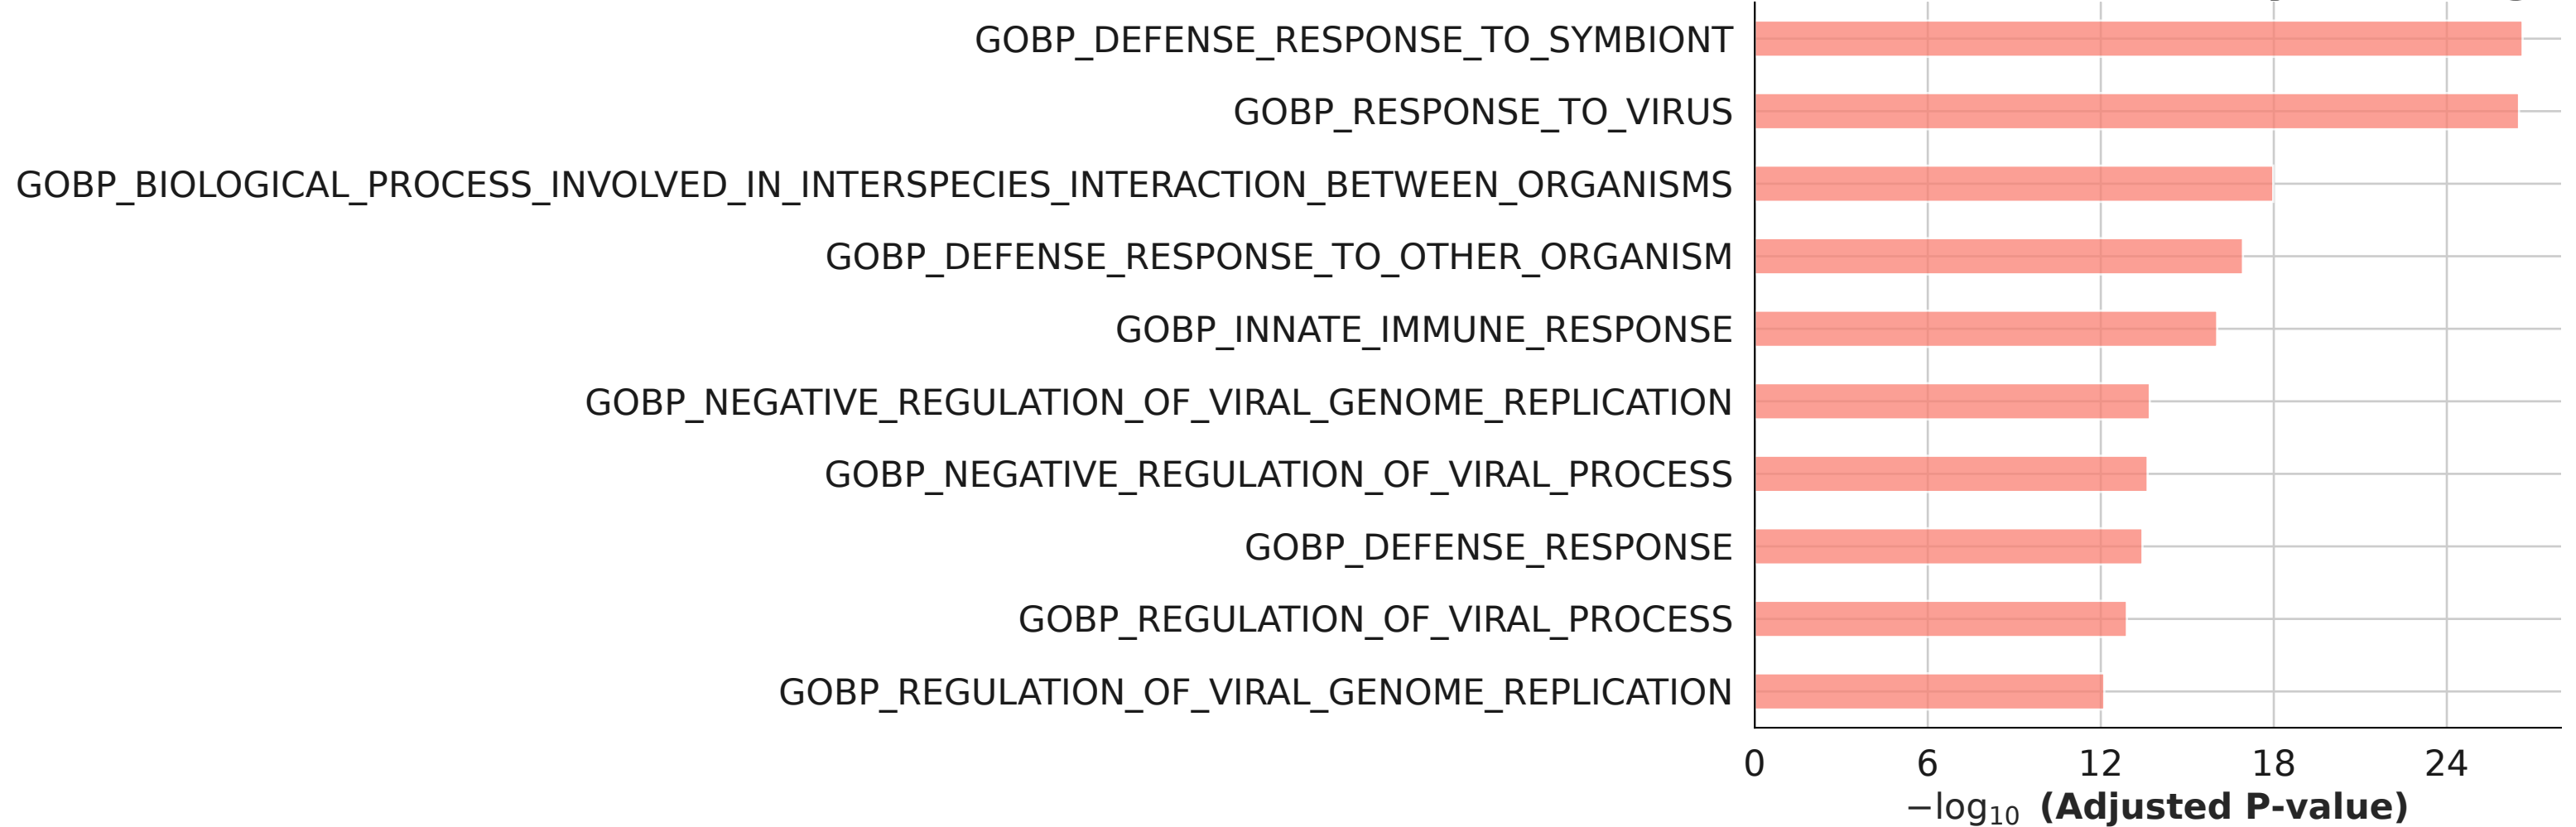 GOBP_DEFENSE_RESPONSE_TO_SYMBIONT
GOBP_RESPONSE_TO_VIRUS
GOBP_BIOLOGICAL_PROCESS_INVOLVED_IN_INTERSPECIES_INTERACTION_BETWEEN_ORGANISMS
GOBP_DEFENSE_RESPONSE_TO_OTHER_ORGANISM
GOBP_INNATE_IMMUNE_RESPONSE
GOBP_NEGATIVE_REGULATION_OF_VIRAL_GENOME_REPLICATION
GOBP_NEGATIVE_REGULATION_OF_VIRAL_PROCESS
GOBP_DEFENSE_RESPONSE
GOBP_REGULATION_OF_VIRAL_PROCESS
GOBP_REGULATION_OF_VIRAL_GENOME_REPLICATION
0 6 12 18 24
−log₁₀ (Adjusted P-value)